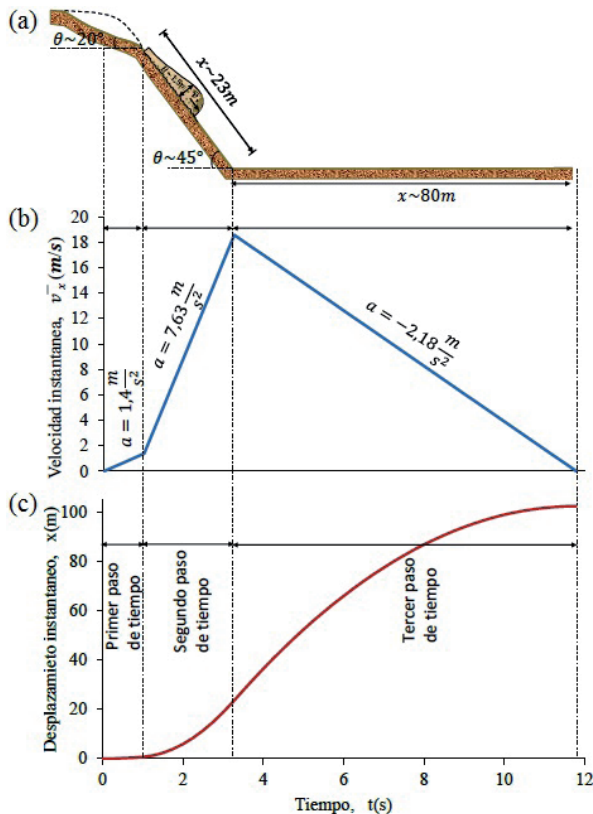 (a)
θ~20°
x~23m
θ~45°
x~80m
(b)
Velocidad instantanea, v̄ₓ (m/s)
20
18
16
14
12
10
8
6
4
2
0
a = 1,4 m/s²
a = 7,63 m/s²
a = −2,18 m/s²
(c)
Desplazamieto instantaneo, x(m)
100
80
60
40
20
0
Primer paso
de tiempo
Segundo paso
de tiempo
Tercer paso
de tiempo
0
2
4
6
8
10
12
Tiempo, t(s)